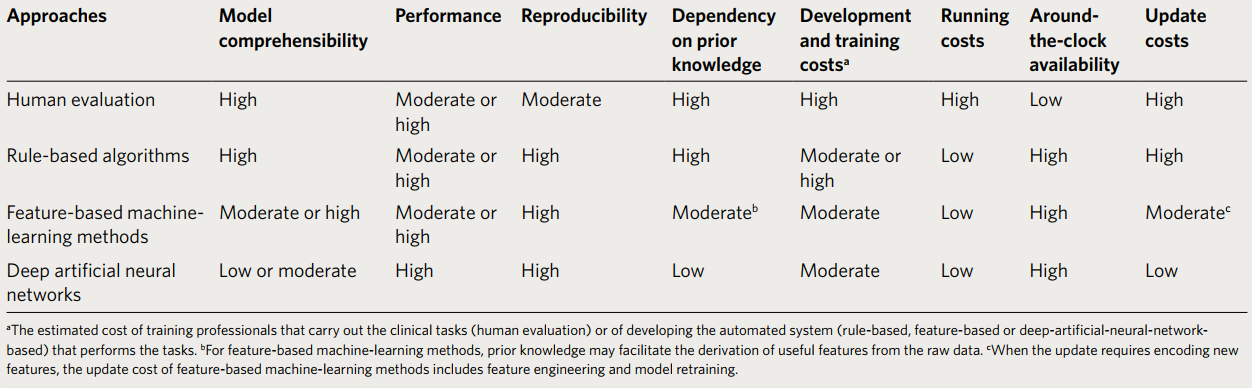 Approaches Model comprehensibility Performance Reproducibility Dependency on prior knowledge Development and training costsᵃ Running costs Around-the-clock availability Update costs
Human evaluation High Moderate or high Moderate High High High Low High
Rule-based algorithms High Moderate or high High High Moderate or high Low High High
Feature-based machine-learning methods Moderate or high Moderate or high High Moderateᵇ Moderate Low High Moderateᶜ
Deep artificial neural networks Low or moderate High High Low Moderate Low High Low
ᵃThe estimated cost of training professionals that carry out the clinical tasks (human evaluation) or of developing the automated system (rule-based, feature-based or deep-artificial-neural-network-
based) that performs the tasks. ᵇFor feature-based machine-learning methods, prior knowledge may facilitate the derivation of useful features from the raw data. ᶜWhen the update requires encoding new
features, the update cost of feature-based machine-learning methods includes feature engineering and model retraining.